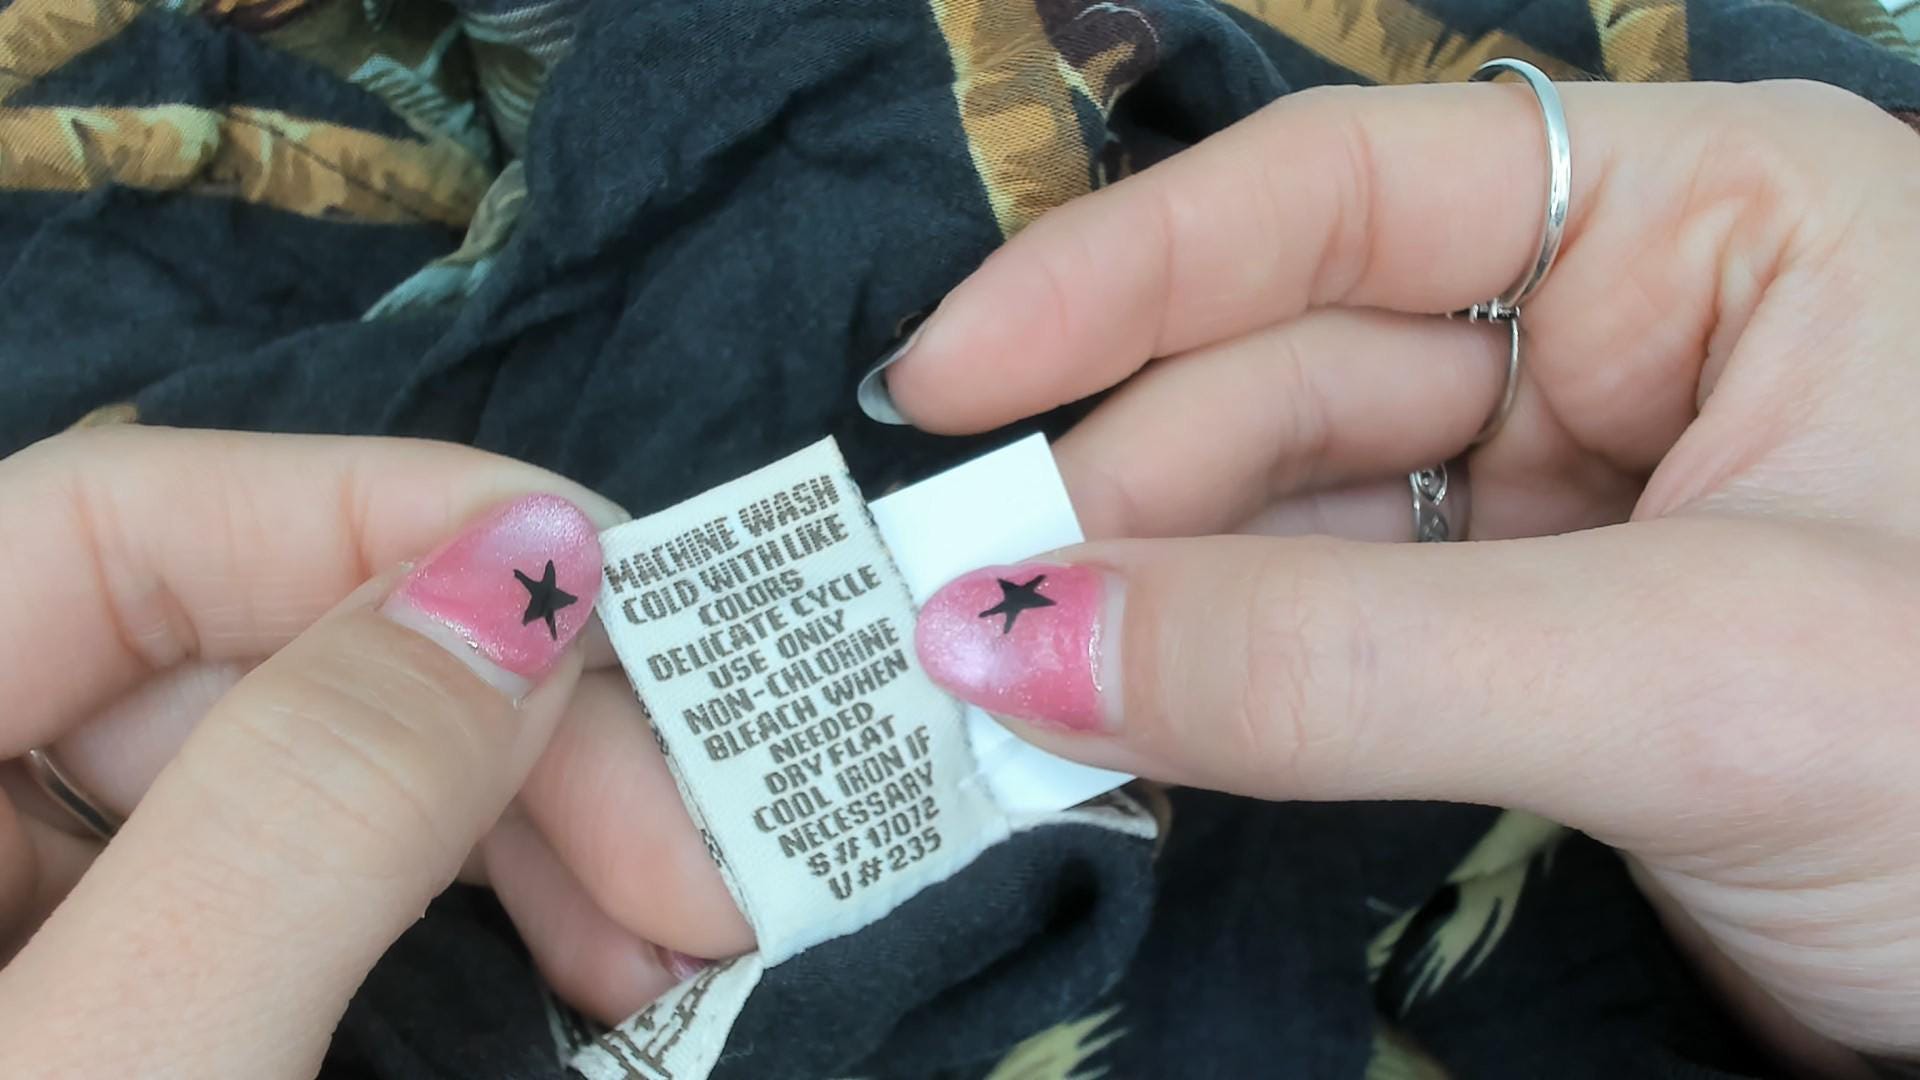 MACHINE WASH
COLD WITH LIKE
COLORS
DELICATE CYCLE
USE ONLY
NON-CHLORINE
BLEACH WHEN
NEEDED
DRY FLAT
COOL IRON IF
NECESSARY
S# 17072
V# 235